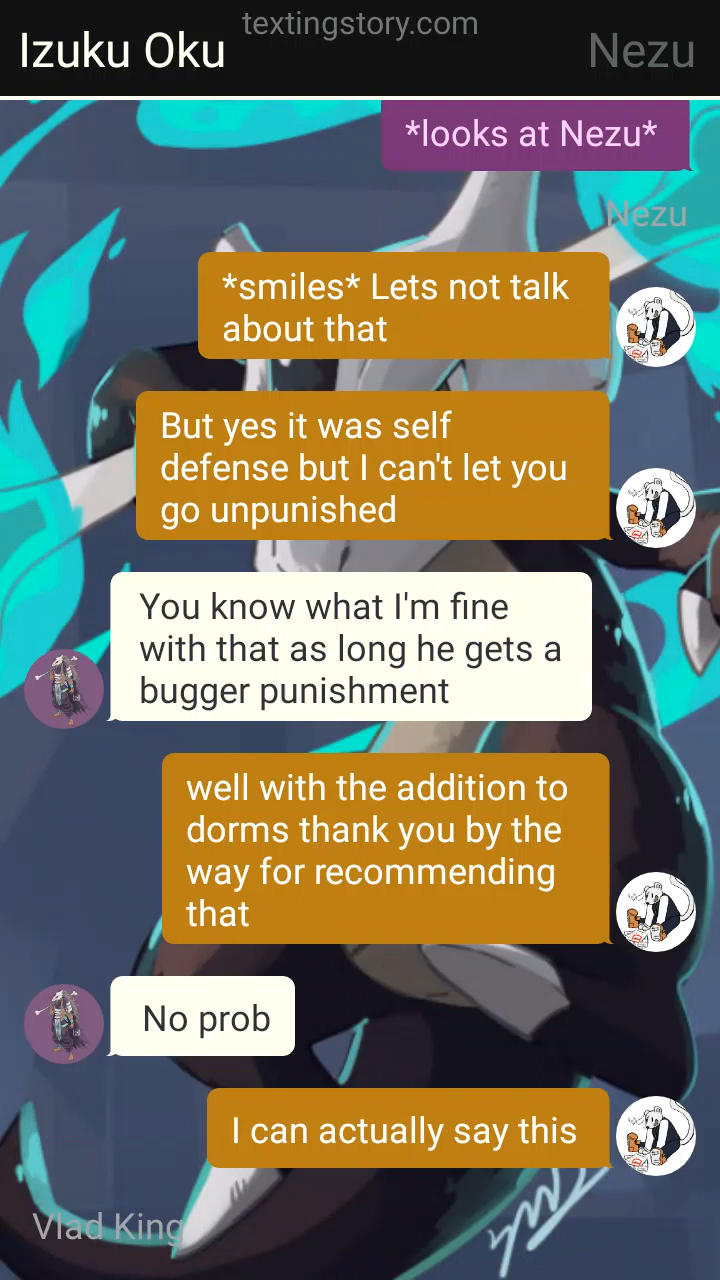 textingstory.com
Izuku Oku
Nezu
*looks at Nezu*
Nezu
*smiles* Lets not talk
about that
But yes it was self
defense but I can't let you
go unpunished
You know what I'm fine
with that as long he gets a
bugger punishment
well with the addition to
dorms thank you by the
way for recommending
that
No prob
I can actually say this
Vlad King